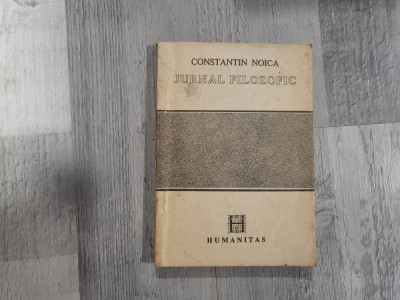 CONSTANTIN NOICA
JURNAL FILOZOFIC
H
HUMANITAS